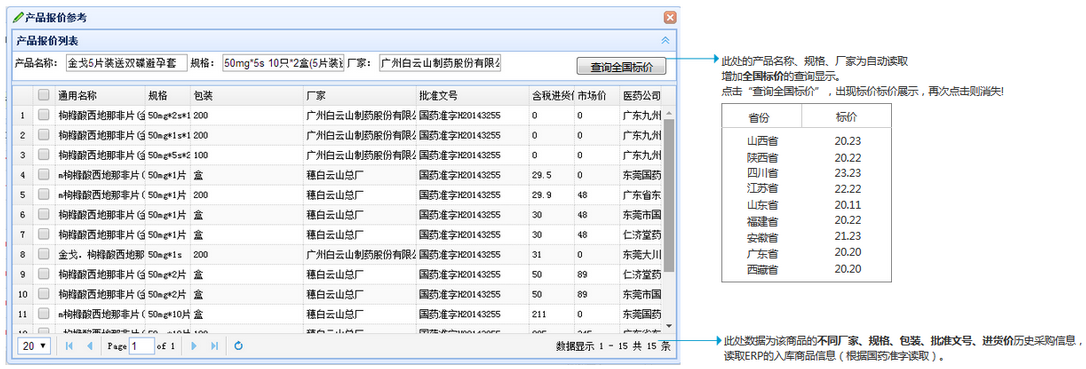 产品报价参考
产品报价列表
产品名称： 金戈5片装送双碟避孕套 规格： 50mg*5s 10只*2盒(5片装送 厂家： 广州白云山制药股份有限公 查询全国标价
通用名称 规格 包装 厂家 批准文号 含税进货价 市场价 医药公司
1 枸橼酸西地那非片(金 50mg*2s*1 200 广州白云山制药股份有限公 国药准字H20143255 0 0 广东九州
2 枸橼酸西地那非片(金 50mg*1s*1 200 广州白云山制药股份有限公 国药准字H20143255 0 0 广东九州
3 枸橼酸西地那非片(金 50mg*5s*2 100 广州白云山制药股份有限公 国药准字H20143255 0 0 广东九州
4 m枸橼酸西地那非片( 50mg*1片 盒 穗白云山总厂 国药准字H20143255 29.5 0 东莞国药
5 m枸橼酸西地那非片( 50mg*1片 200 穗白云山总厂 国药准字H20143255 29.9 48 广东省东
6 枸橼酸西地那非片(金 50mg*1片 盒 穗白云山总厂 国药准字H20143255 30 48 东莞市国
7 枸橼酸西地那非片(金 50mg*1片 盒 穗白云山总厂 国药准字H20143255 30 48 仁济堂药
8 金戈，枸橼酸西地那 50mg*1s 200 广州白云山制药股份有限公 国药准字H20143255 31 0 东莞大川
9 枸橼酸西地那非片(金 50mg*2片 盒 穗白云山总厂 国药准字H20143255 50 89 仁济堂药
10 枸橼酸西地那非片(金 50mg*2片 盒 穗白云山总厂 国药准字H20143255 50 89 东莞市国
11 m枸橼酸西地那非片( 50mg*10片 盒 穗白云山总厂 国药准字H20143255 211 0 东莞国药
20 Page 1 of 1 数据显示 1 - 15 共 15 条
此处的产品名称、规格、厂家为自动读取
增加全国标价的查询显示。
点击“查询全国标价”，出现标价标价展示，再次点击则消失!
省份 标价
山西省 20.23
陕西省 20.22
四川省 23.23
江苏省 22.22
山东省 20.11
福建省 20.22
安徽省 21.23
广东省 20.20
西藏省 20.20
此处数据为该商品的不同厂家、规格、包装、批准文号、进货价历史采购信息，
读取ERP的入库商品信息（根据国药准字读取）。